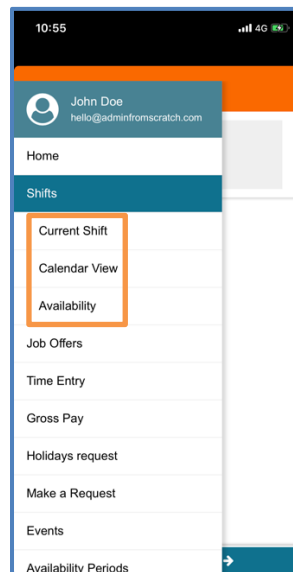 10:55
4G
John Doe
hello@adminfromscratch.com
Home
Shifts
Current Shift
Calendar View
Availability
Job Offers
Time Entry
Gross Pay
Holidays request
Make a Request
Events
Availability Periods